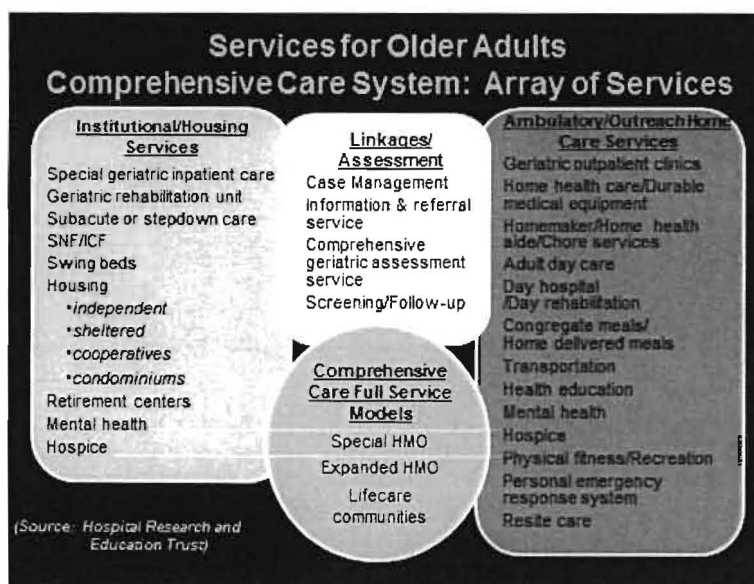 Services for Older Adults
Comprehensive Care System: Array of Services
Institutional/Housing
Services
Special geriatric inpatient care
Geriatric rehabilitation unit
Subacute or stepdown care
SNF/ICF
Swing beds
Housing
•independent
•sheltered
•cooperatives
•condominiums
Retirement centers
Mental health
Hospice
Linkages/
Assessment
Case Management
Information & referral
service
Comprehensive
geriatric assessment
service
Screening/Follow-up
Comprehensive
Care Full Service
Models
Special HMO
Expanded HMO
Lifecare
communities
Ambulatory/Outreach Home
Care Services
Geriatric outpatient clinics
Home health care/Durable
medical equipment
Homemaker/Home health
aide/Chore services
Adult day care
Day hospital
/Day rehabilitation
Congregate meals/
Home delivered meals
Transportation
Health education
Mental health
Hospice
Physical fitness/Recreation
Personal emergency
response system
Resite care
(Source: Hospital Research and
Education Trust)